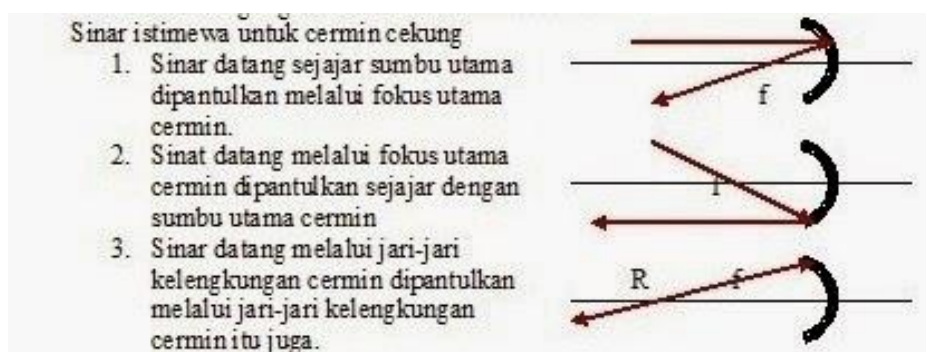 Sinar istimewa untuk cermin cekung
1. Sinar datang sejajar sumbu utama
dipantulkan melalui fokus utama
cermin.
2. Sinat datang melalui fokus utama
cermin dipantulkan sejajar dengan
sumbu utama cermin
3. Sinar datang melalui jari-jari
kelengkungan cermin dipantulkan
melalui jari-jari kelengkungan
cermin itu juga.
f
f
R f